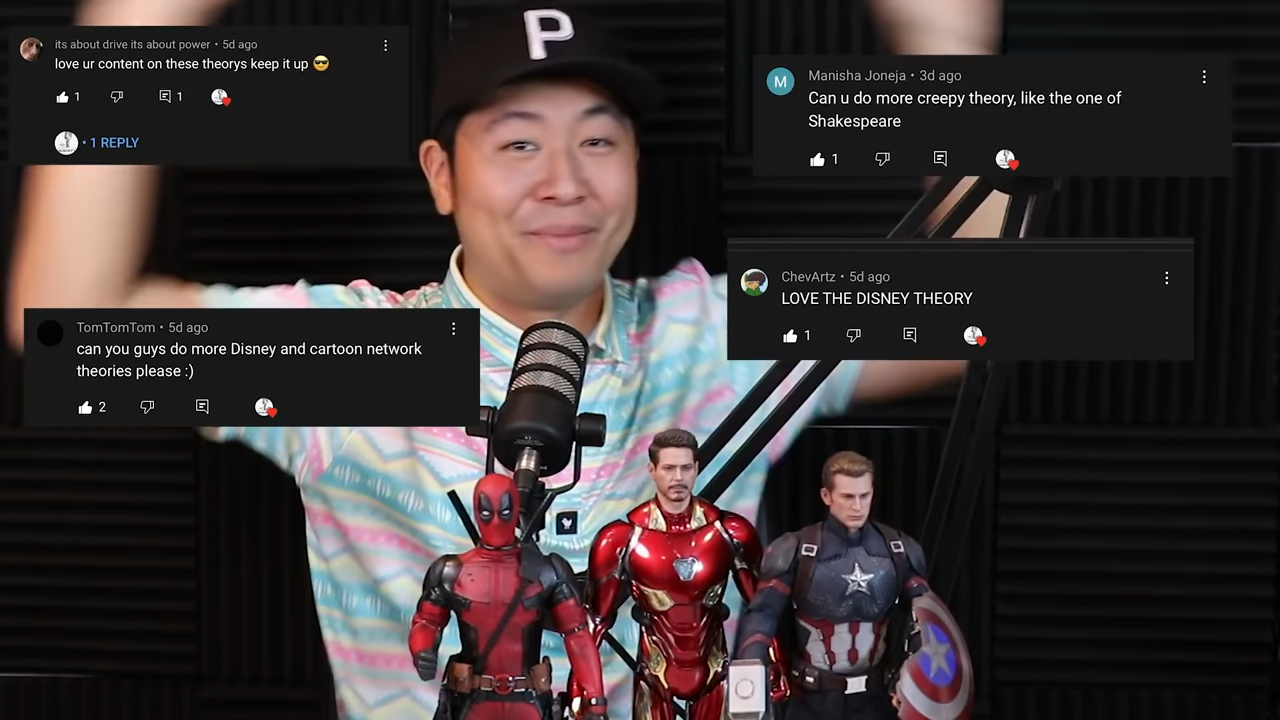 P
its about drive its about power • 5d ago
love ur content on these theorys keep it up 😎
1
1
• 1 REPLY
M
Manisha Joneja • 3d ago
Can u do more creepy theory, like the one of
Shakespeare
1
ChevArtz • 5d ago
LOVE THE DISNEY THEORY
1
TomTomTom • 5d ago
can you guys do more Disney and cartoon network
theories please :)
2